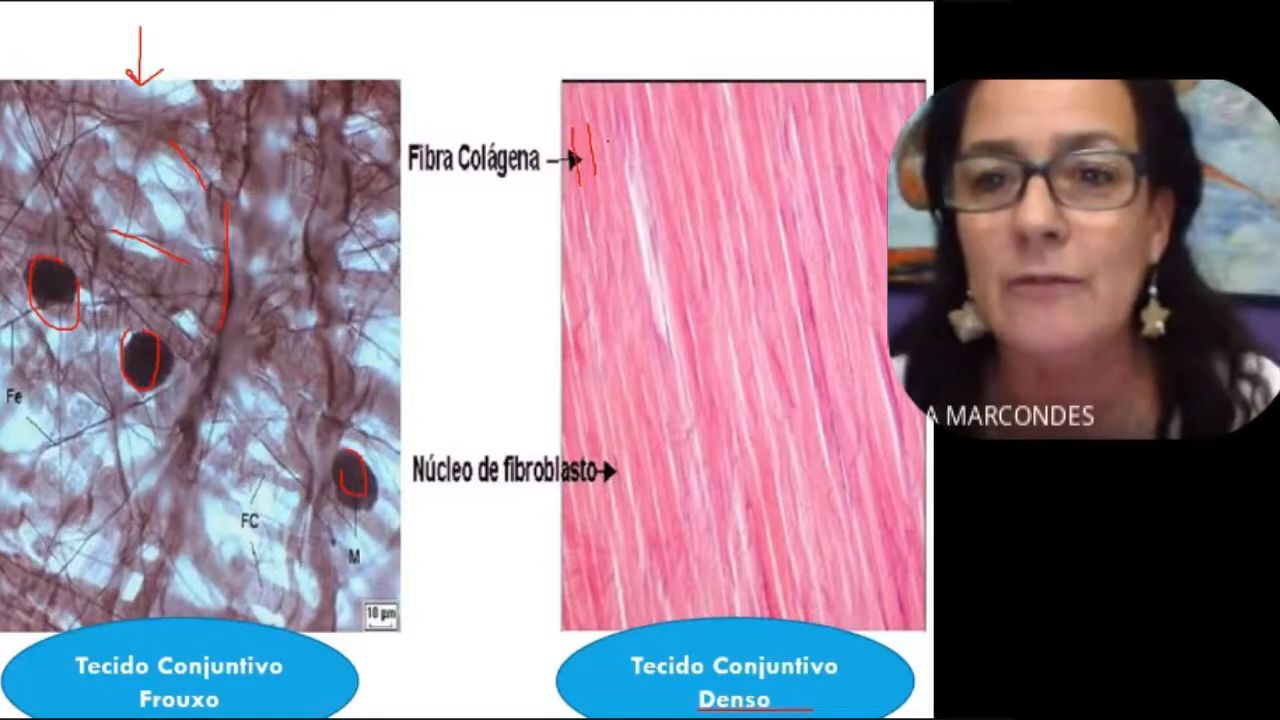 Fibra Colágena
Fe
A MARCONDES
Núcleo de fibroblasto
FC
M
10 µm
Tecido Conjuntivo
Frouxo
Tecido Conjuntivo
Denso